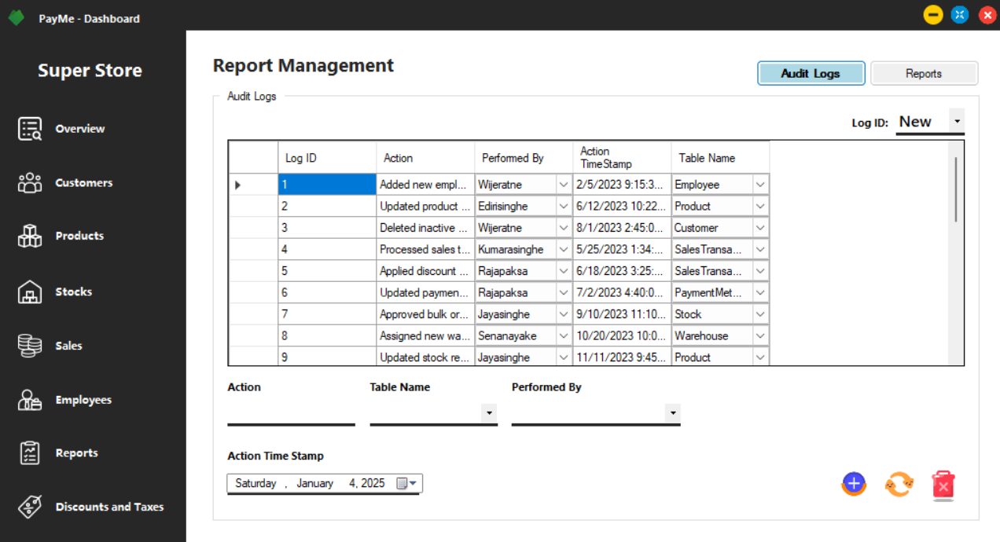 PayMe - Dashboard
Super Store
Overview
Customers
Products
Stocks
Sales
Employees
Reports
Discounts and Taxes
Report Management
Audit Logs Reports
Audit Logs
Log ID: New
Log ID Action Performed By Action TimeStamp Table Name
1 Added new empl... Wijeratne 2/5/2023 9:15:3... Employee
2 Updated product ... Edirisinghe 6/12/2023 10:22... Product
3 Deleted inactive ... Wijeratne 8/1/2023 2:45:0... Customer
4 Processed sales t... Kumarasinghe 5/25/2023 1:34:... SalesTransa...
5 Applied discount ... Rajapaksa 6/18/2023 3:25:... SalesTransa...
6 Updated paymen... Rajapaksa 7/2/2023 4:40:0... PaymentMet...
7 Approved bulk or... Jayasinghe 9/10/2023 11:10... Stock
8 Assigned new wa... Senanayake 10/20/2023 10:0... Warehouse
9 Updated stock re... Jayasinghe 11/11/2023 9:45... Product
Action Table Name Performed By
Action Time Stamp
Saturday , January 4, 2025